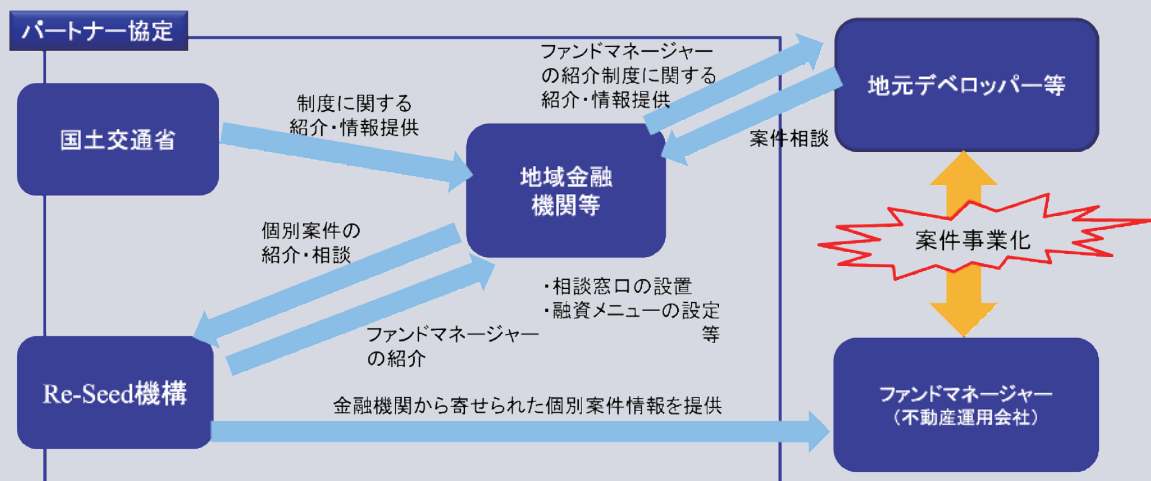 パートナー協定
国土交通省
制度に関する
紹介・情報提供
ファンドマネージャー
の紹介制度に関する
紹介・情報提供
地元デベロッパー等
案件相談
地域金融
機関等
個別案件の
紹介・相談
・相談窓口の設置
・融資メニューの設定
等
案件事業化
ファンドマネージャー
の紹介
Re-Seed機構
金融機関から寄せられた個別案件情報を提供
ファンドマネージャー
（不動産運用会社）